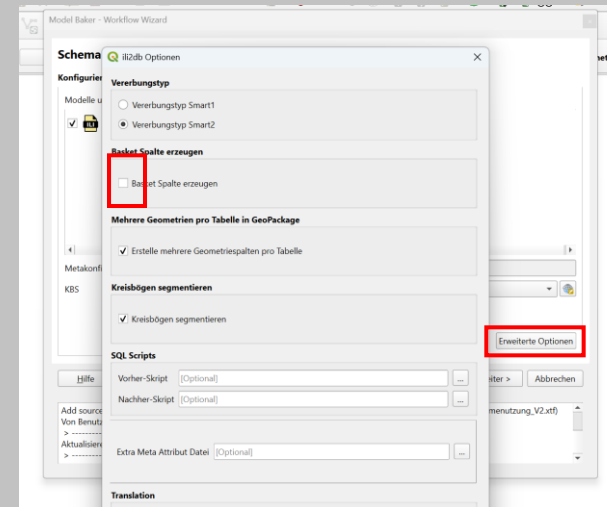 Model Baker - Workflow Wizard
Schema
ili2db Optionen
Vererbungstyp
Modelle u
Vererbungstyp Smart1
Vererbungstyp Smart2
Basket Spalte erzeugen
Basket Spalte erzeugen
Mehrere Geometrien pro Tabelle in GeoPackage
Erstelle mehrere Geometriespalten pro Tabelle
Metakonfi
Kreisbögen segmentieren
KBS
Kreisbögen segmentieren
Erweiterte Optionen
SQL Scripts
Vorher-Skript [Optional] ...
Hilfe
iter >
Abbrechen
Nachher-Skript [Optional] ...
Add source
menutzung_V2.xtf)
Von Benutz
> ---------
Aktualisiere
Extra Meta Attribut Datei [Optional] ...
> ---------
Translation